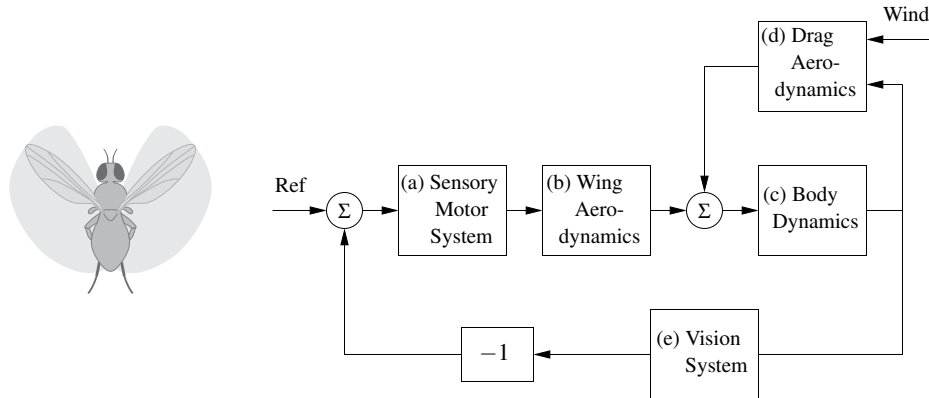 Wind
(d) Drag
Aero-
dynamics
Ref
Σ
(a) Sensory
Motor
System
(b) Wing
Aero-
dynamics
Σ
(c) Body
Dynamics
−1
(e) Vision
System